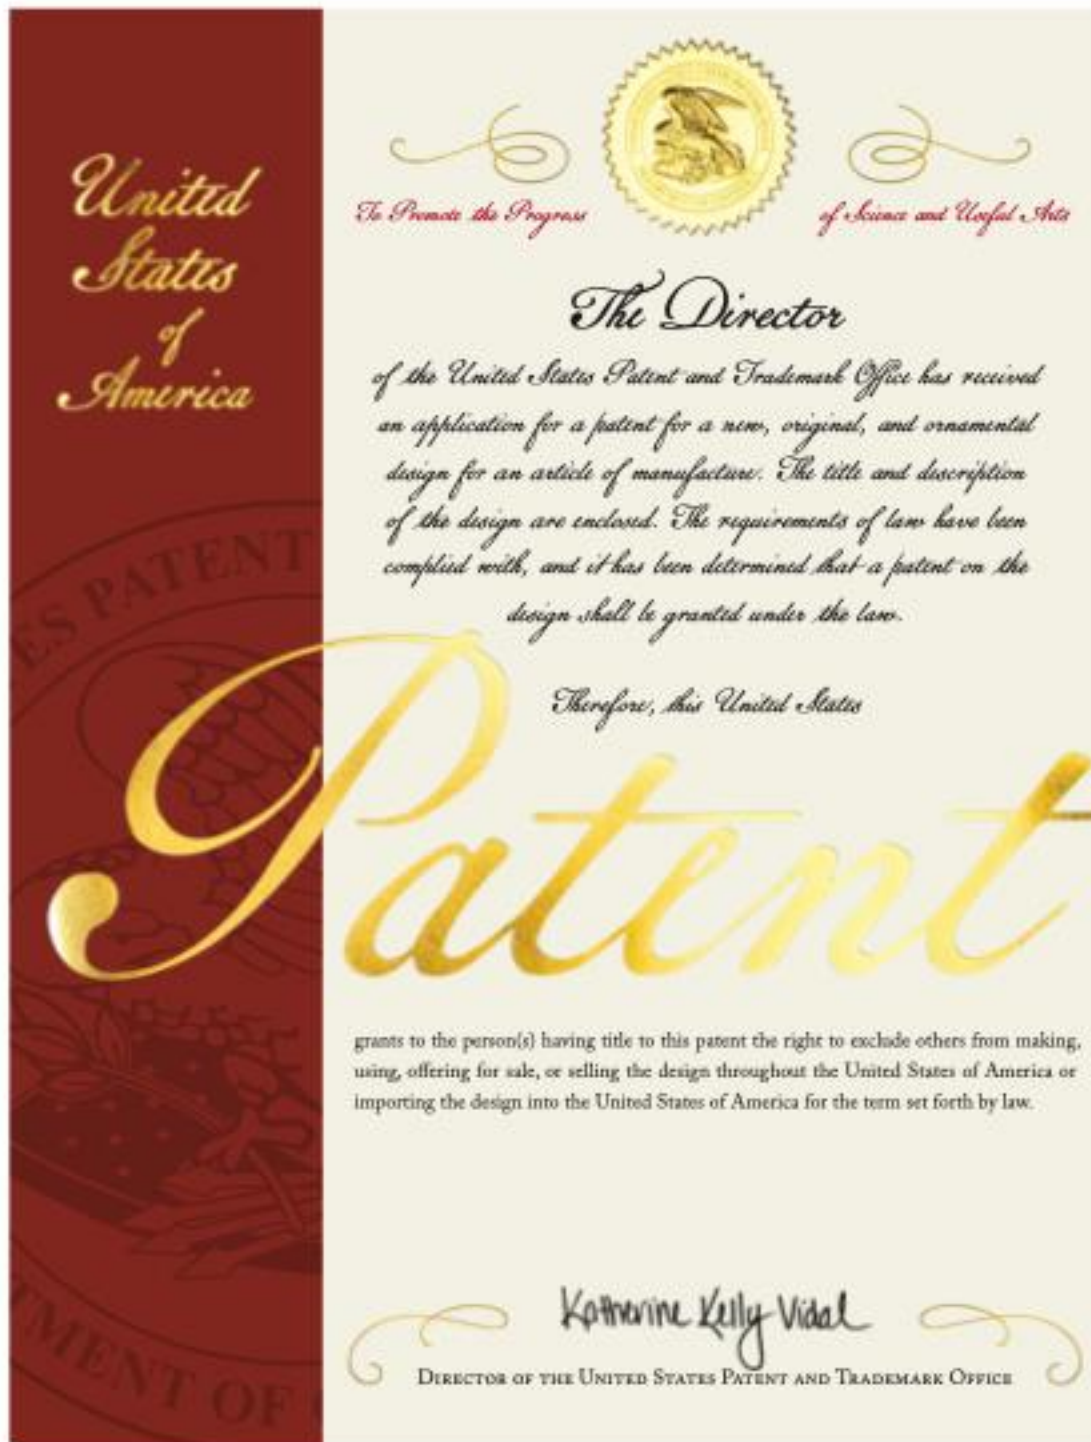 United
States
of
America
To Promote the Progress
of Science and Useful Arts
The Director
of the United States Patent and Trademark Office has received
an application for a patent for a new, original, and ornamental
design for an article of manufacture. The title and description
of the design are enclosed. The requirements of law have been
complied with, and it has been determined that a patent on the
design shall be granted under the law.
Therefore, this United States
Patent
grants to the person(s) having title to this patent the right to exclude others from making,
using, offering for sale, or selling the design throughout the United States of America or
importing the design into the United States of America for the term set forth by law.
Katherine Kelly Vidal
DIRECTOR OF THE UNITED STATES PATENT AND TRADEMARK OFFICE
ES PATENT
TMENT OF